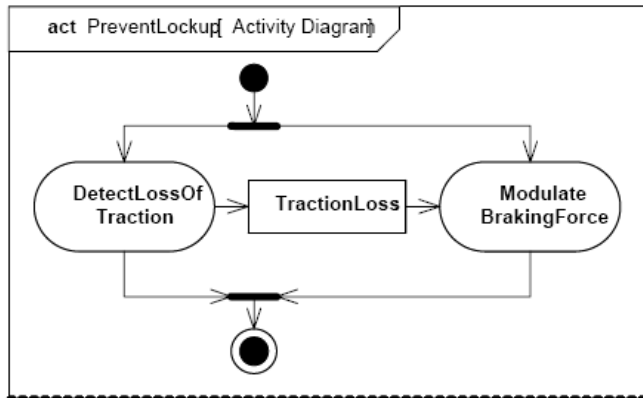 act PreventLockup[ Activity Diagram]
DetectLossOf
Traction
TractionLoss
Modulate
BrakingForce